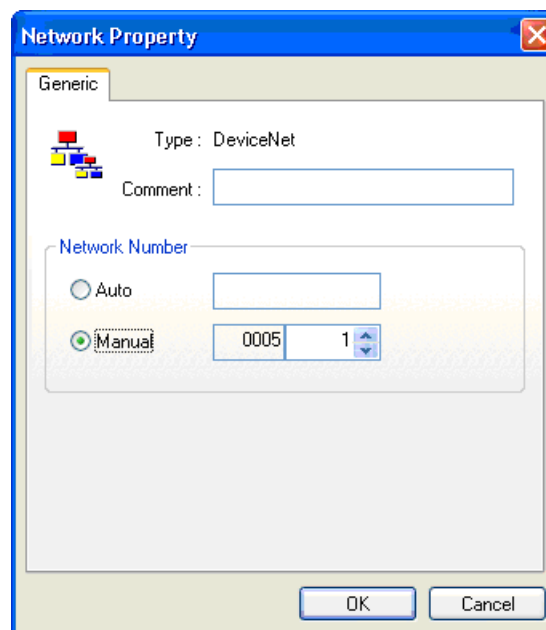 Network Property
Generic
Type : DeviceNet
Comment :
Network Number
Auto
Manual 0005 1
OK Cancel